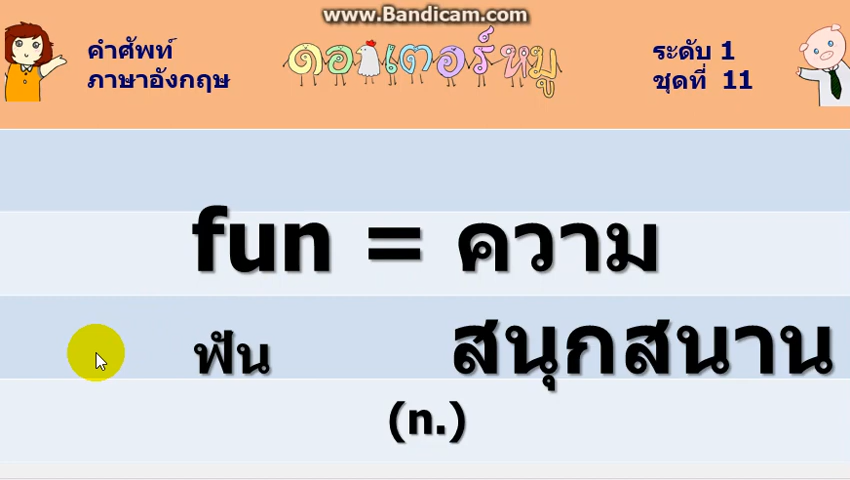 www.Bandicam.com
คำศัพท์
ภาษาอังกฤษ
ดอกเตอร์หมู
ระดับ 1
ชุดที่ 11
fun = ความ
ฟัน สนุกสนาน
(n.)